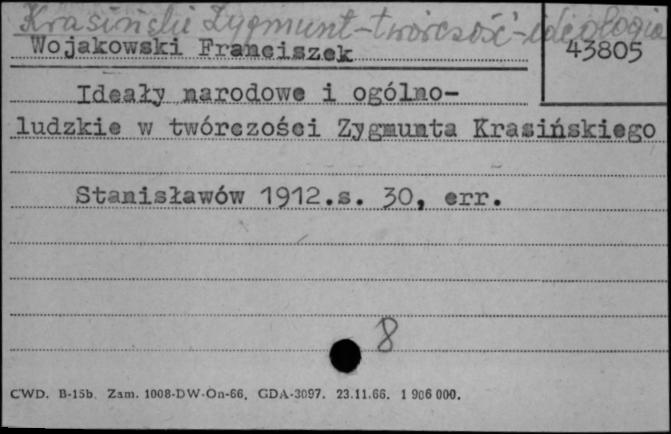 Krasiński Zygmunt-twórczość-ideologia
Wojakowski Franciszek
43805
Ideały narodowe i ogólno-
ludzkie w twórczości Zygmunta Krasińskiego
Stanisławów 1912.s. 30, err.
8
CWD. B-15b. Zam. 1008-DW-On-66. GDA-3097. 23.11.66. 1 906 000.